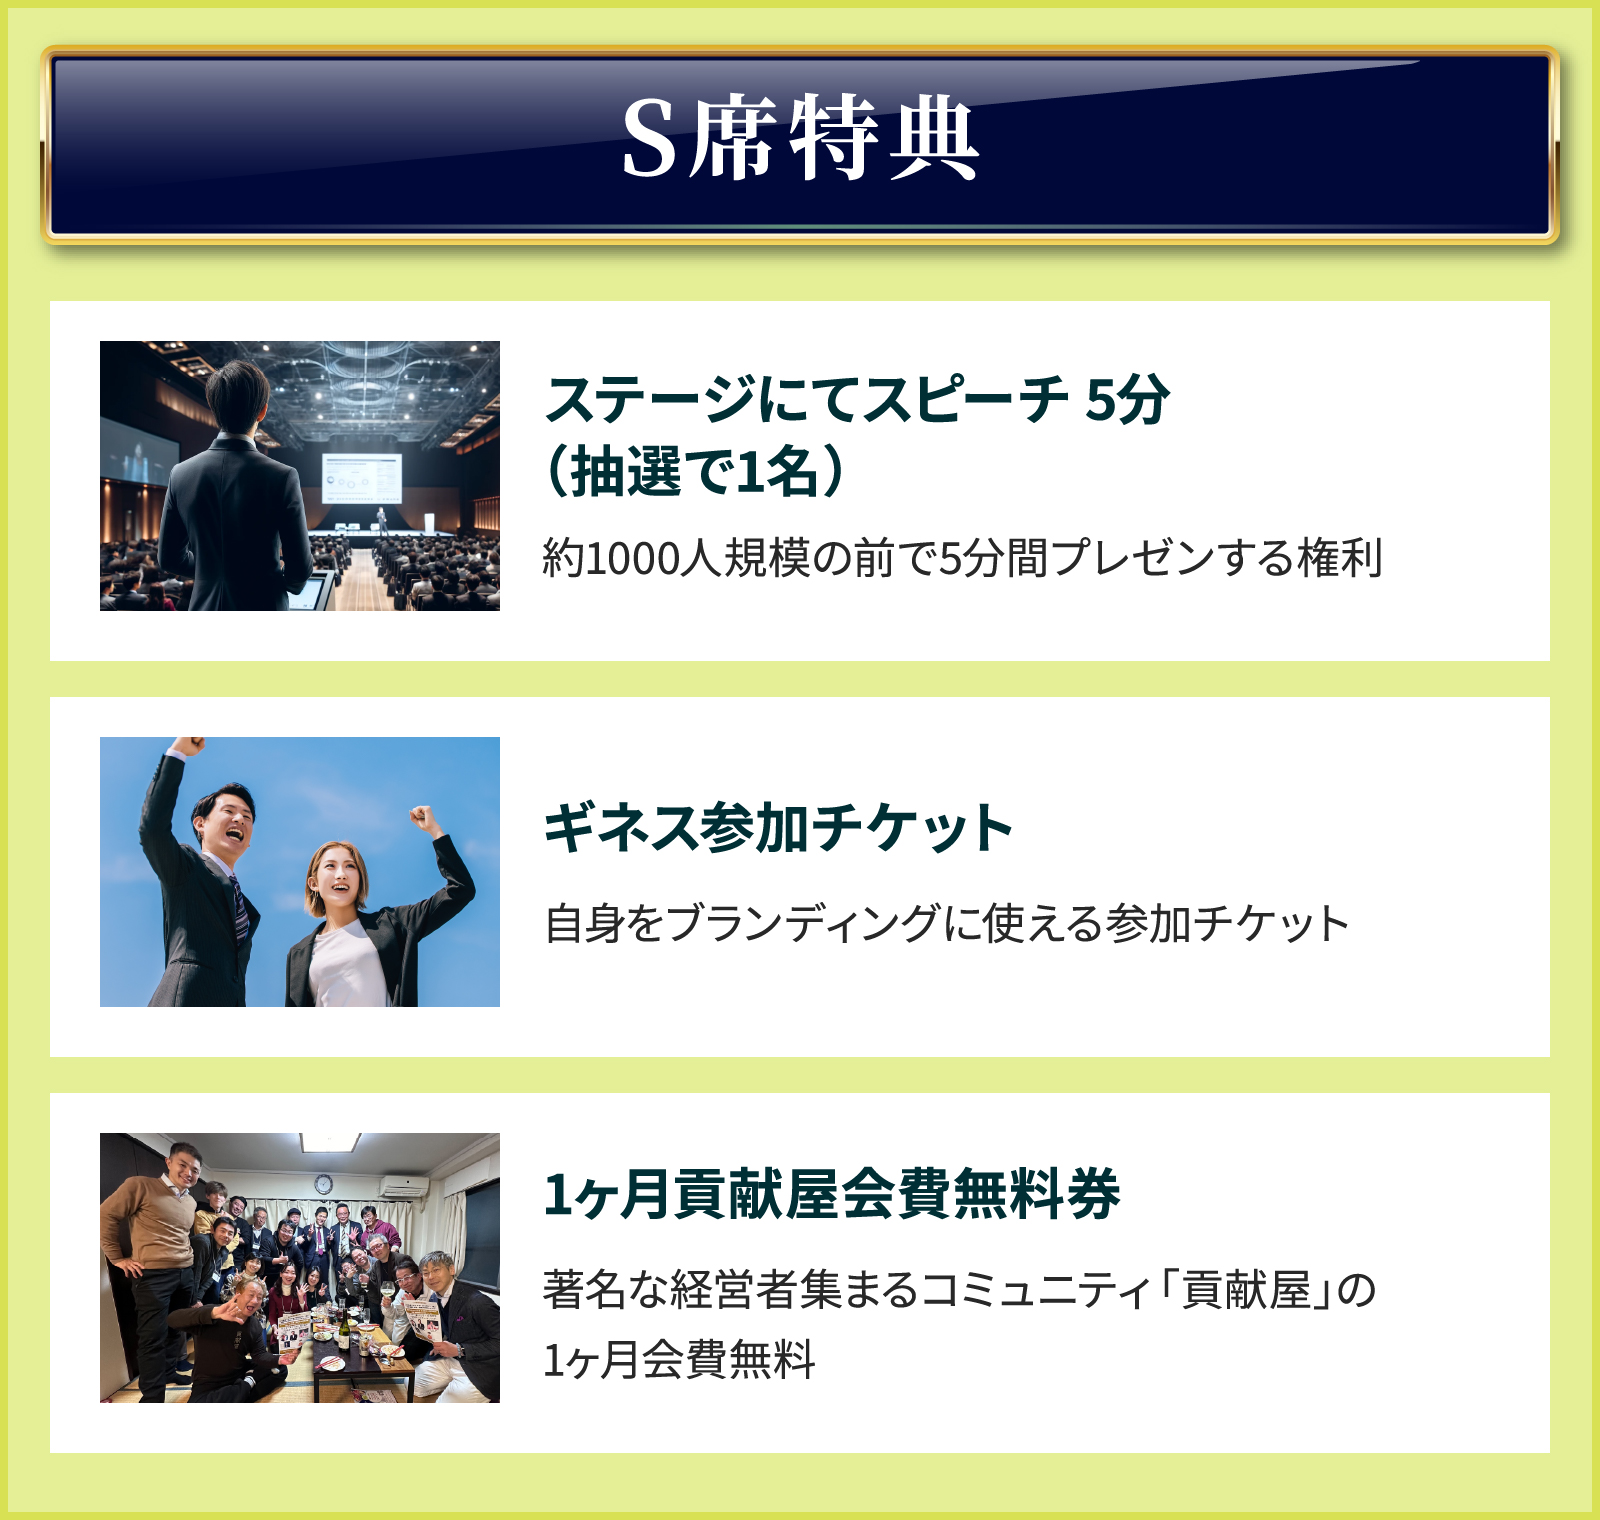 S席特典
ステージにてスピーチ 5分
（抽選で1名）
約1000人規模の前で5分間プレゼンする権利
ギネス参加チケット
自身をブランディングに使える参加チケット
1ヶ月貢献屋会費無料券
著名な経営者集まるコミュニティ「貢献屋」の
1ヶ月会費無料